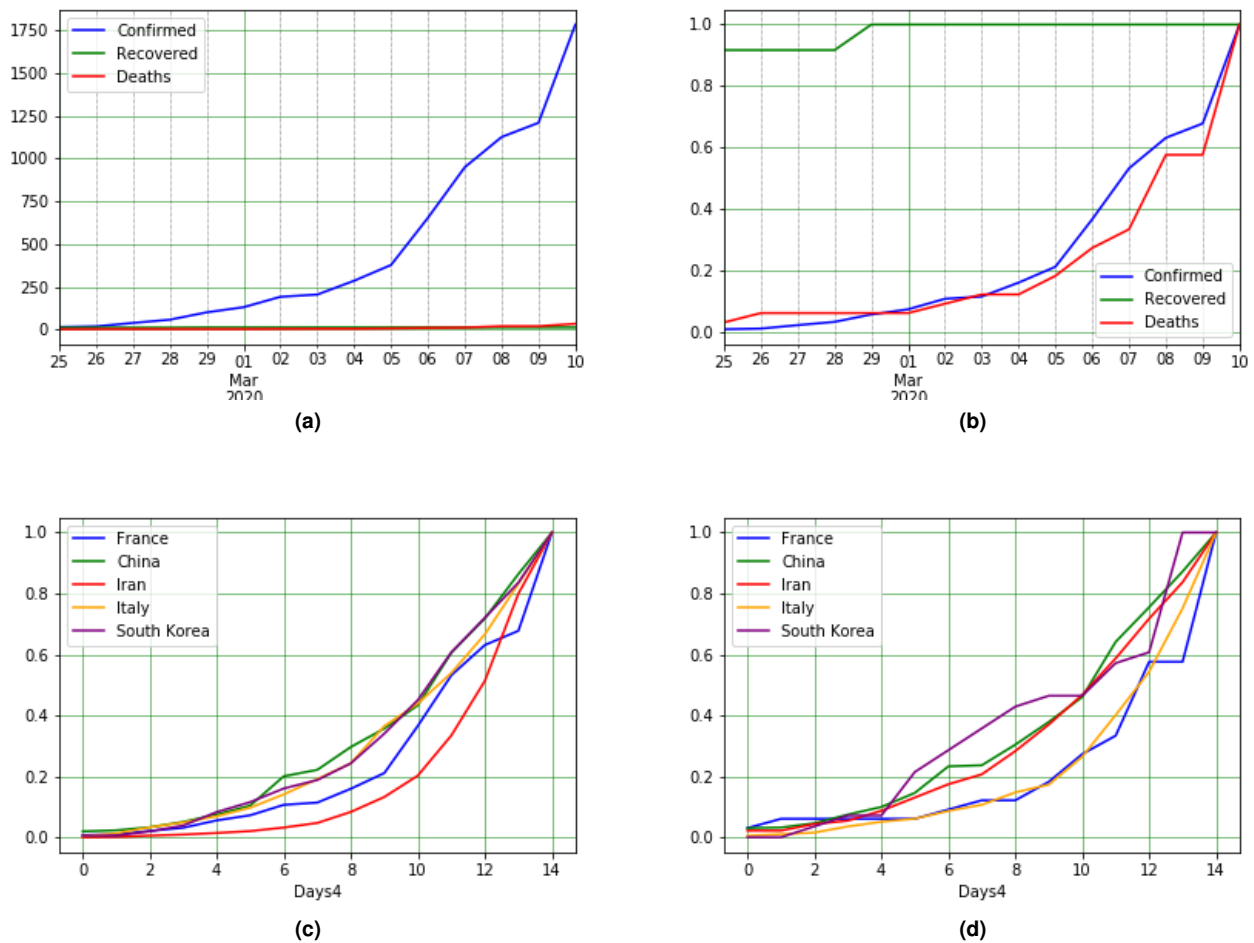 1750
1500
1250
1000
750
500
250
0
Confirmed
Recovered
Deaths
25 26 27 28 29 01 02 03 04 05 06 07 08 09 10
Mar
2020
(a)
1.0
0.8
0.6
0.4
0.2
0.0
Confirmed
Recovered
Deaths
25 26 27 28 29 01 02 03 04 05 06 07 08 09 10
Mar
2020
(b)
1.0
0.8
0.6
0.4
0.2
0.0
France
China
Iran
Italy
South Korea
0 2 4 6 8 10 12 14
Days4
(c)
1.0
0.8
0.6
0.4
0.2
0.0
France
China
Iran
Italy
South Korea
0 2 4 6 8 10 12 14
Days4
(d)